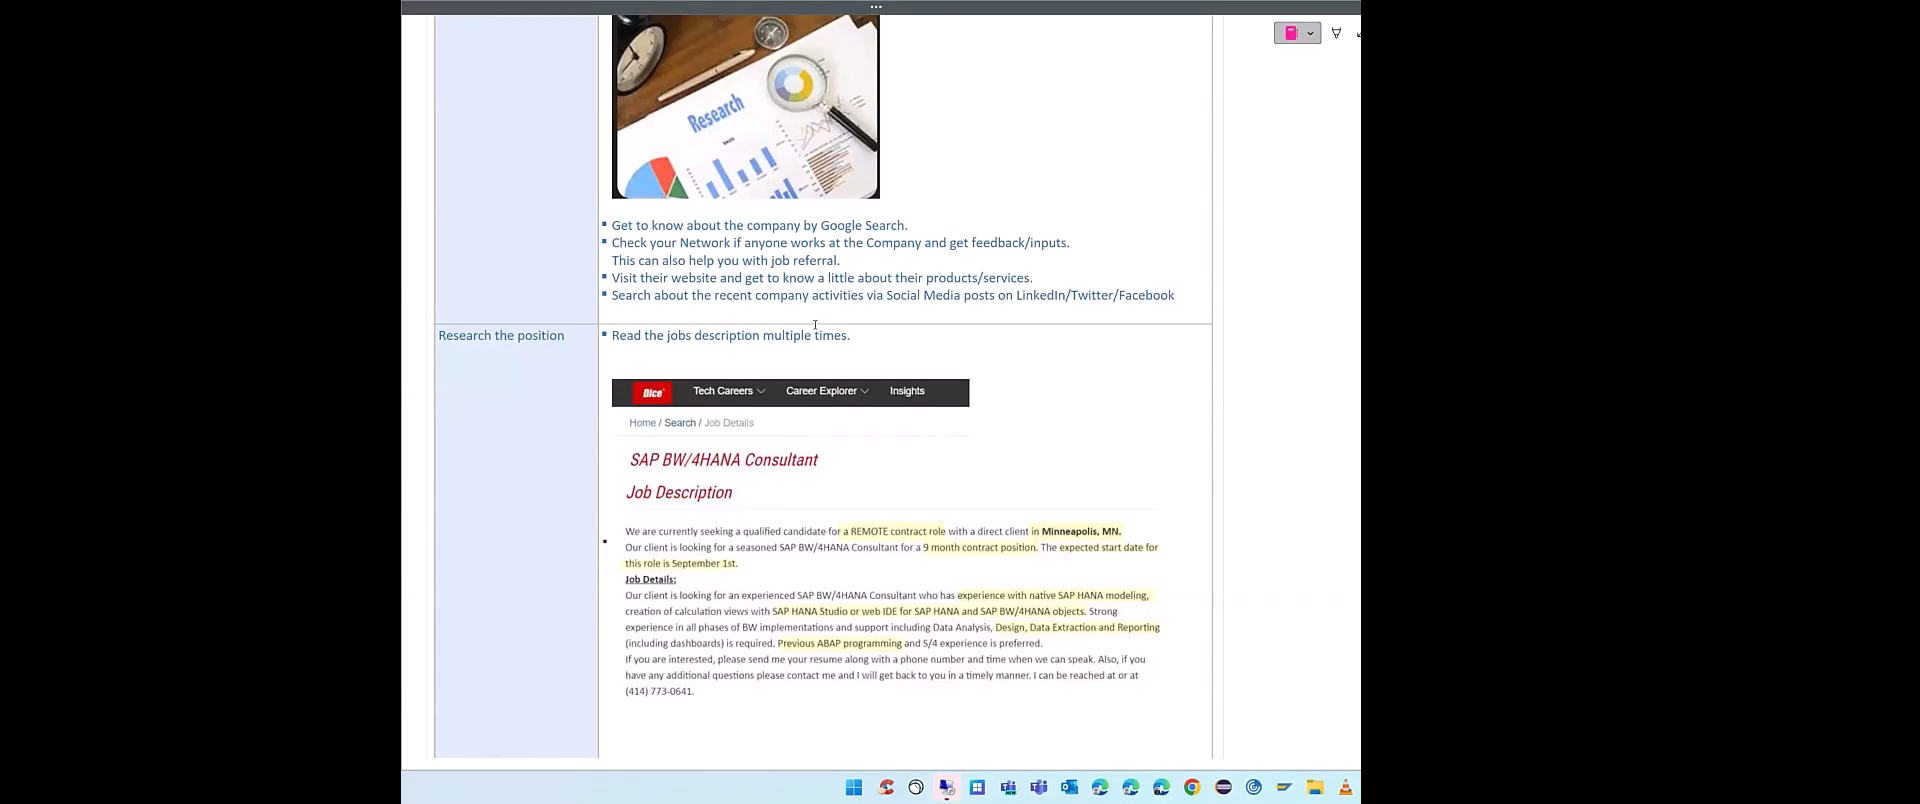 ...
Research
SALES
Get to know about the company by Google Search.
Check your Network if anyone works at the Company and get feedback/inputs.
This can also help you with job referral.
Visit their website and get to know a little about their products/services.
Search about the recent company activities via Social Media posts on LinkedIn/Twitter/Facebook
Research the position
Read the jobs description multiple times.
Dice Tech Careers Career Explorer Insights
Home / Search / Job Details
SAP BW/4HANA Consultant
Job Description
We are currently seeking a qualified candidate for a REMOTE contract role with a direct client in Minneapolis, MN.
Our client is looking for a seasoned SAP BW/4HANA Consultant for a 9 month contract position. The expected start date for
this role is September 1st.
Job Details:
Our client is looking for an experienced SAP BW/4HANA Consultant who has experience with native SAP HANA modeling,
creation of calculation views with SAP HANA Studio or web IDE for SAP HANA and SAP BW/4HANA objects. Strong
experience in all phases of BW implementations and support including Data Analysis, Design, Data Extraction and Reporting
(including dashboards) is required. Previous ABAP programming and S/4 experience is preferred.
If you are interested, please send me your resume along with a phone number and time when we can speak. Also, if you
have any additional questions please contact me and I will get back to you in a timely manner. I can be reached at or at
(414) 773-0641.